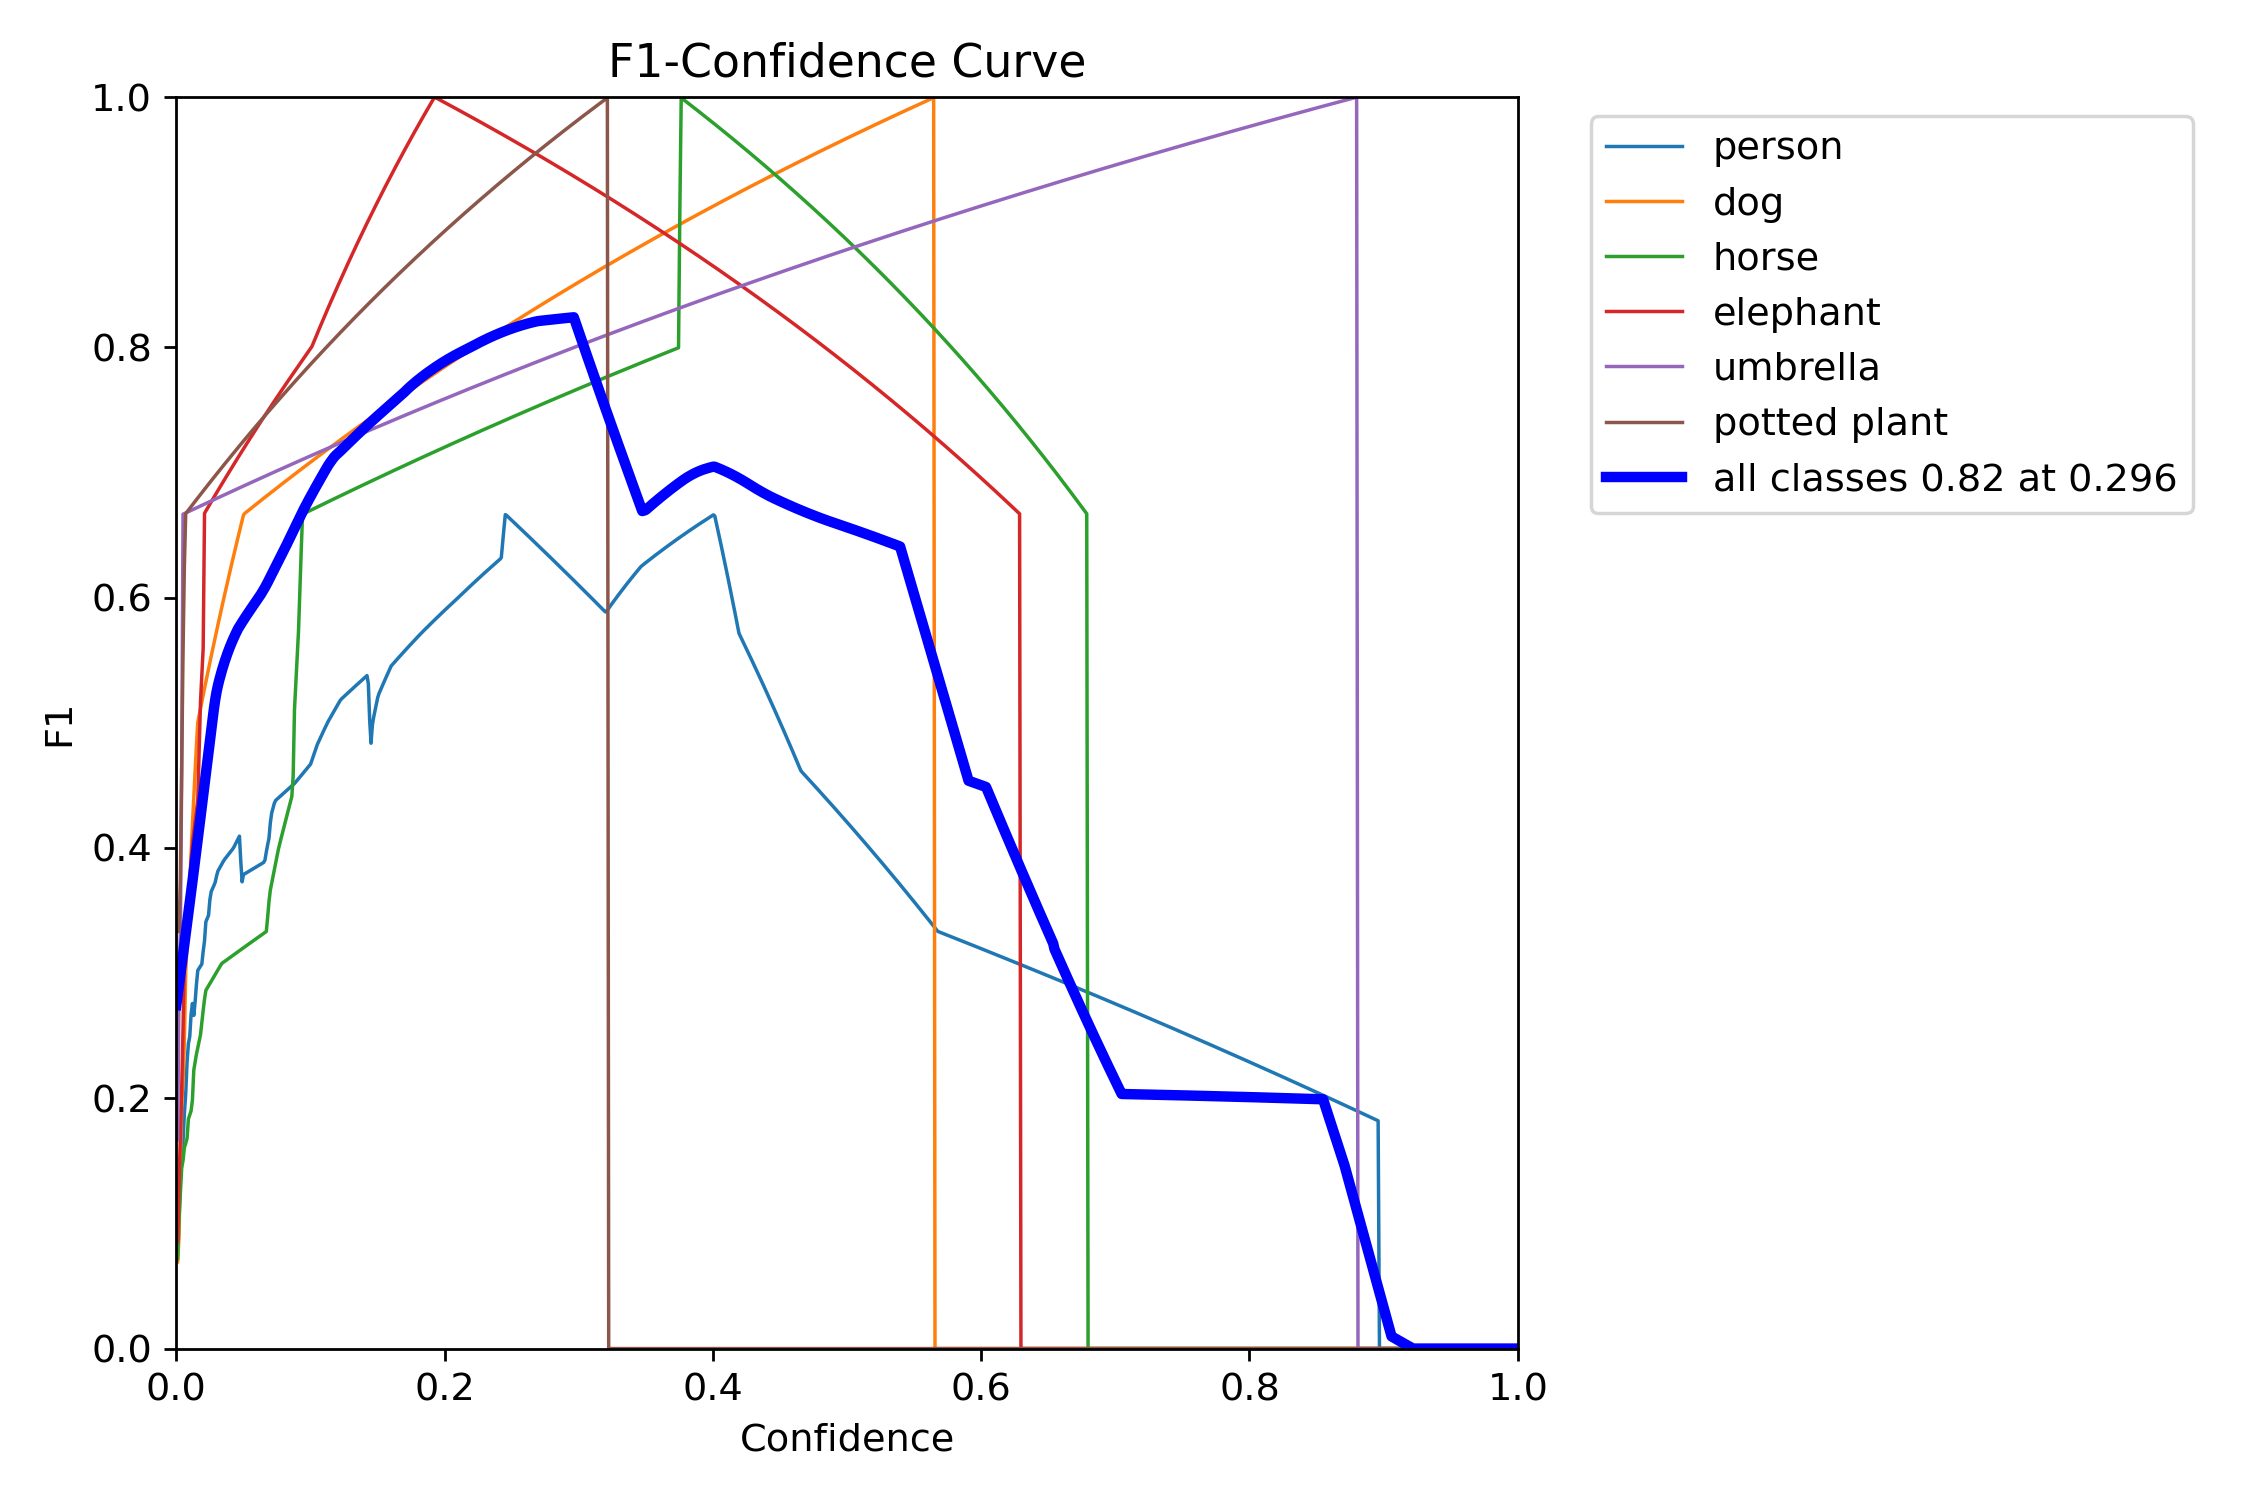 F1-Confidence Curve
1.0
0.8
0.6
0.4
0.2
0.0
F1
0.0 0.2 0.4 0.6 0.8 1.0
Confidence
person
dog
horse
elephant
umbrella
potted plant
all classes 0.82 at 0.296